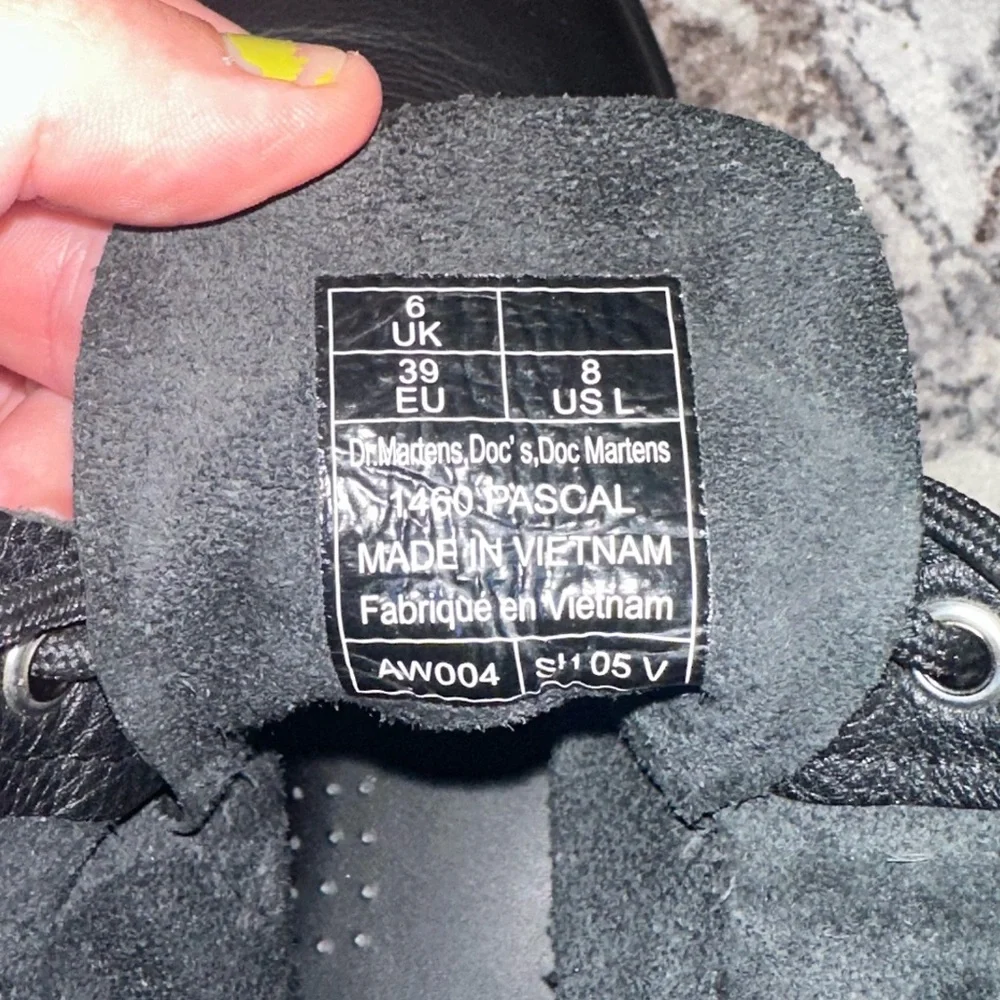 6
UK
39
EU
8
US L
Dr.Martens,Doc's,Doc Martens
1460 PASCAL
MADE IN VIETNAM
Fabriqué en Vietnam
AW004
05 V